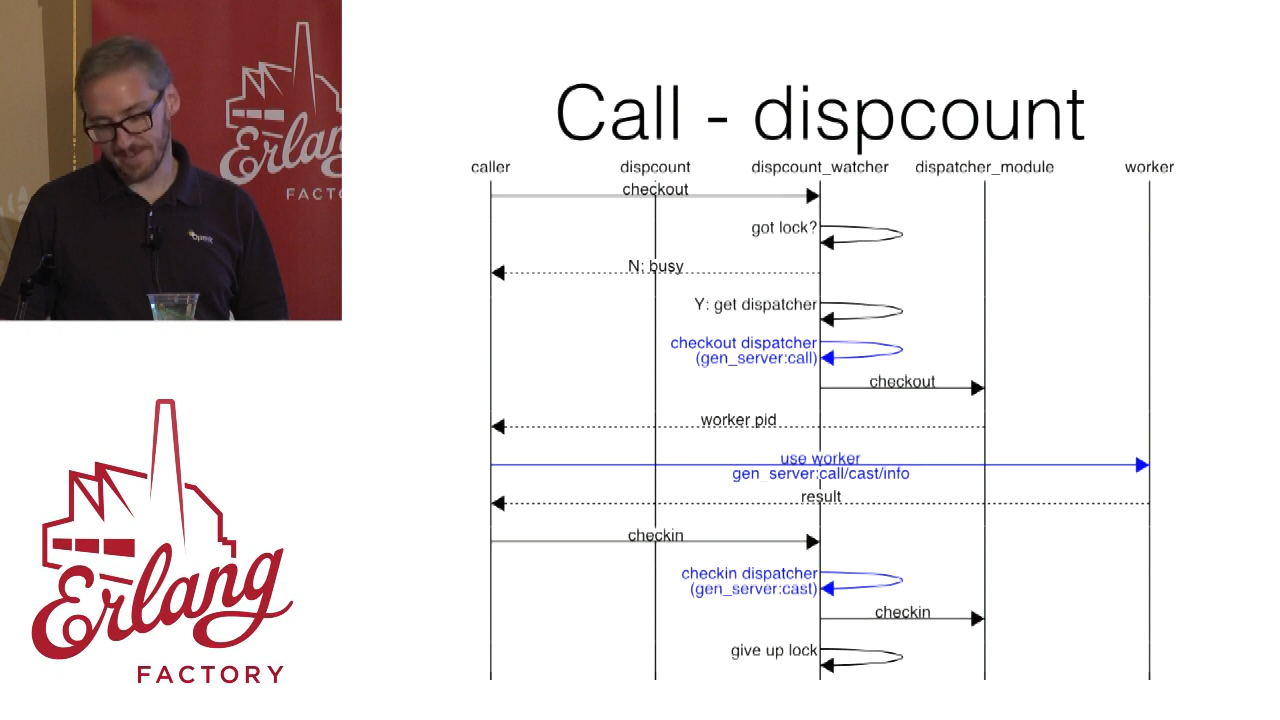 Erlang
FACTORY
Call - dispcount
caller
dispcount
dispcount_watcher
dispatcher_module
worker
checkout
got lock?
N: busy
Y: get dispatcher
checkout dispatcher
(gen_server:call)
checkout
worker pid
use worker
gen_server:call/cast/info
result
checkin
checkin dispatcher
(gen_server:cast)
checkin
give up lock
Erlang
FACTORY